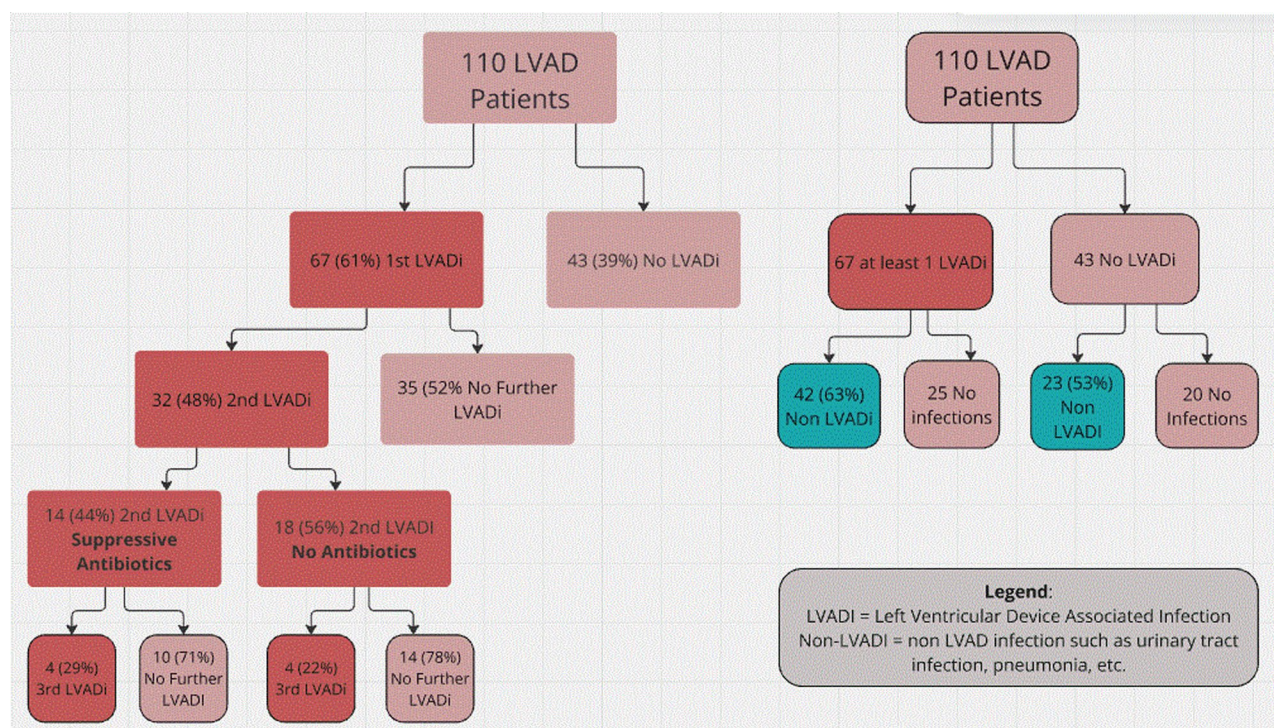 110 LVAD
Patients
67 (61%) 1st LVADi
43 (39%) No LVADi
32 (48%) 2nd LVADi
35 (52% No Further
LVADi
14 (44%) 2nd LVADi
Suppressive
Antibiotics
18 (56%) 2nd LVADI
No Antibiotics
4 (29%)
3rd LVADi
10 (71%)
No Further
LVADI
4 (22%)
3rd LVADi
14 (78%)
No Further
LVADi
110 LVAD
Patients
67 at least 1 LVADi
43 No LVADi
42 (63%)
Non LVADi
25 No
infections
23 (53%)
Non
LVADI
20 No
Infections
Legend:
LVADI = Left Ventricular Device Associated Infection
Non-LVADI = non LVAD infection such as urinary tract
infection, pneumonia, etc.